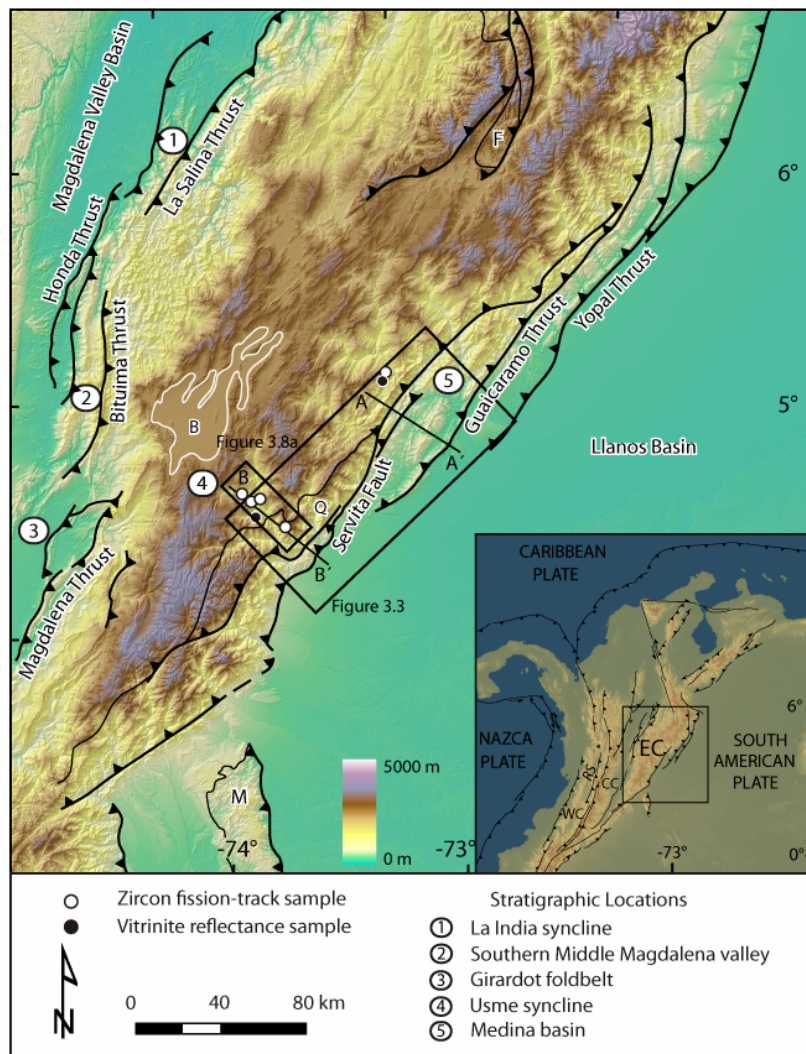 Magdalena Valley Basin
1
La Salina Thrust
F
6°
Honda Thrust
Bituima Thrust
2
B
Figure 3.8a
5
A
A´
Guaicaramo Thrust
Yopal Thrust
5°
Llanos Basin
4
B
Q
Servita Fault
B´
3
Magdalena Thrust
Figure 3.3
CARIBBEAN
PLATE
NAZCA
PLATE
EC
RS
CC
WC
SOUTH
AMERICAN
PLATE
6°
-73°
0°
5000 m
0 m
M
-74°
-73°
Zircon fission-track sample
Vitrinite reflectance sample
N
0 40 80 km
Stratigraphic Locations
1 La India syncline
2 Southern Middle Magdalena valley
3 Girardot foldbelt
4 Usme syncline
5 Medina basin